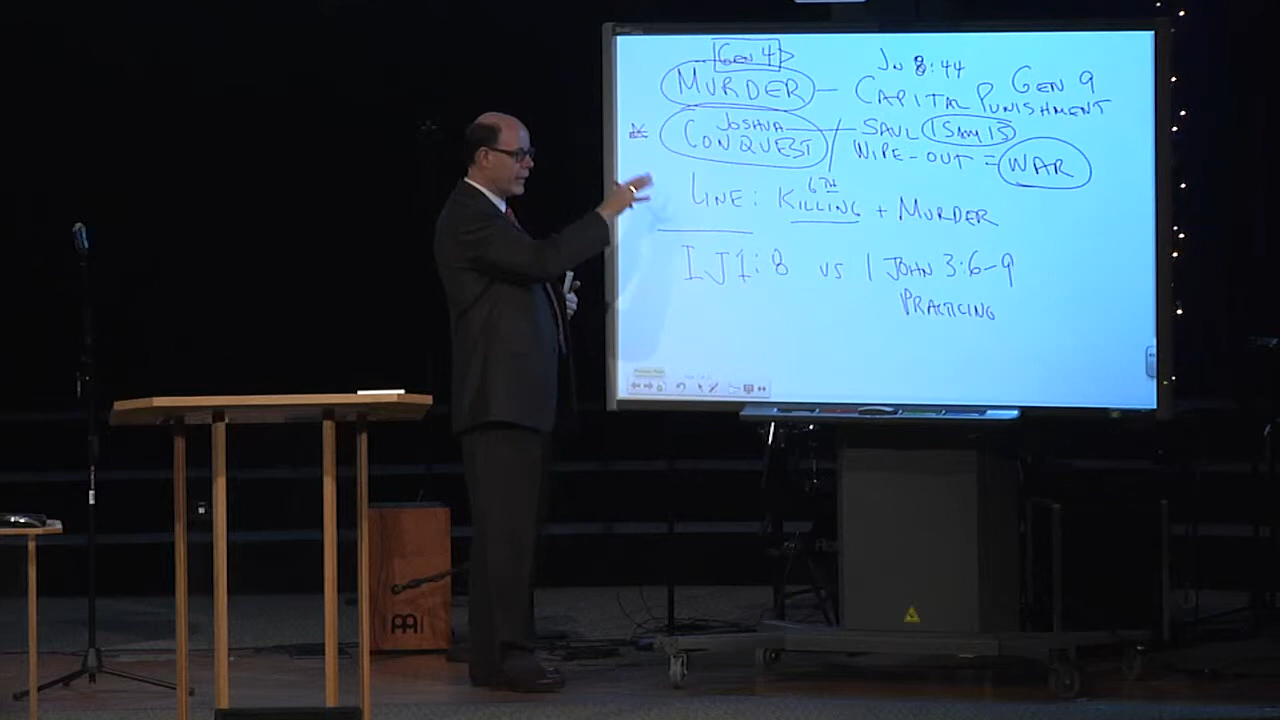 GEN 4
JN 8:44
GEN 9
MURDER — CAPITAL PUNISHMENT
JOSHUA — SAUL 1 SAM 15
CONQUEST / WIPE-OUT = WAR
6TH
LINE: KILLING + MURDER
I J 1:8 VS 1 JOHN 3:6-9
PRACTICING